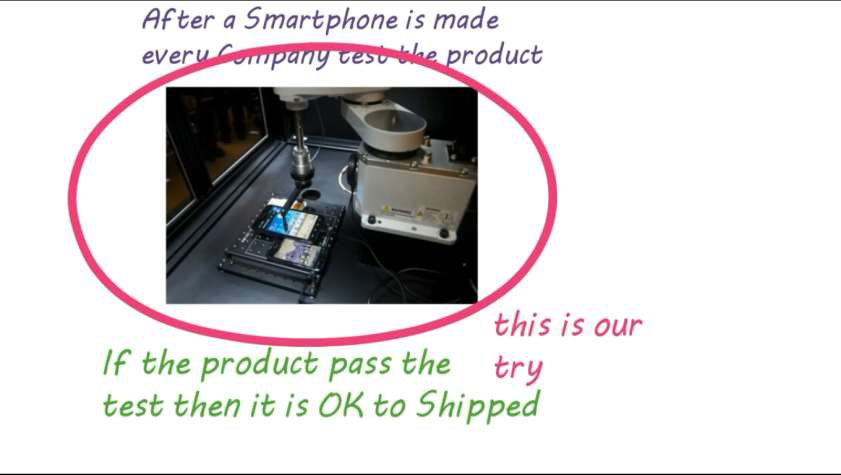 After a Smartphone is made
every Company test the product
this is our
try
If the product pass the
test then it is OK to Shipped